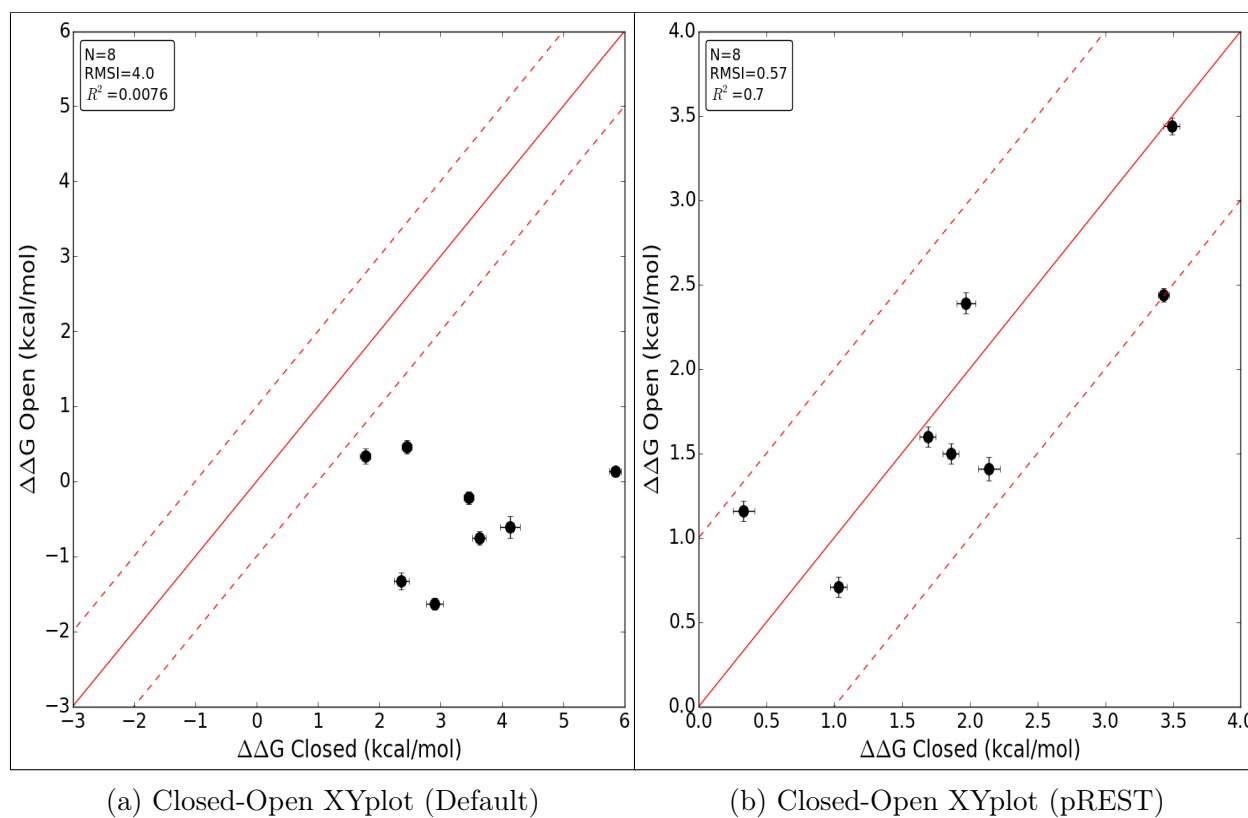 N=8
RMSI=4.0
R² =0.0076
6
5
4
3
2
1
0
−1
−2
−3
ΔΔG Open (kcal/mol)
−3 −2 −1 0 1 2 3 4 5 6
ΔΔG Closed (kcal/mol)
N=8
RMSI=0.57
R² =0.7
4.0
3.5
3.0
2.5
2.0
1.5
1.0
0.5
0.0
ΔΔG Open (kcal/mol)
0.0 0.5 1.0 1.5 2.0 2.5 3.0 3.5 4.0
ΔΔG Closed (kcal/mol)
(a) Closed-Open XYplot (Default)
(b) Closed-Open XYplot (pREST)